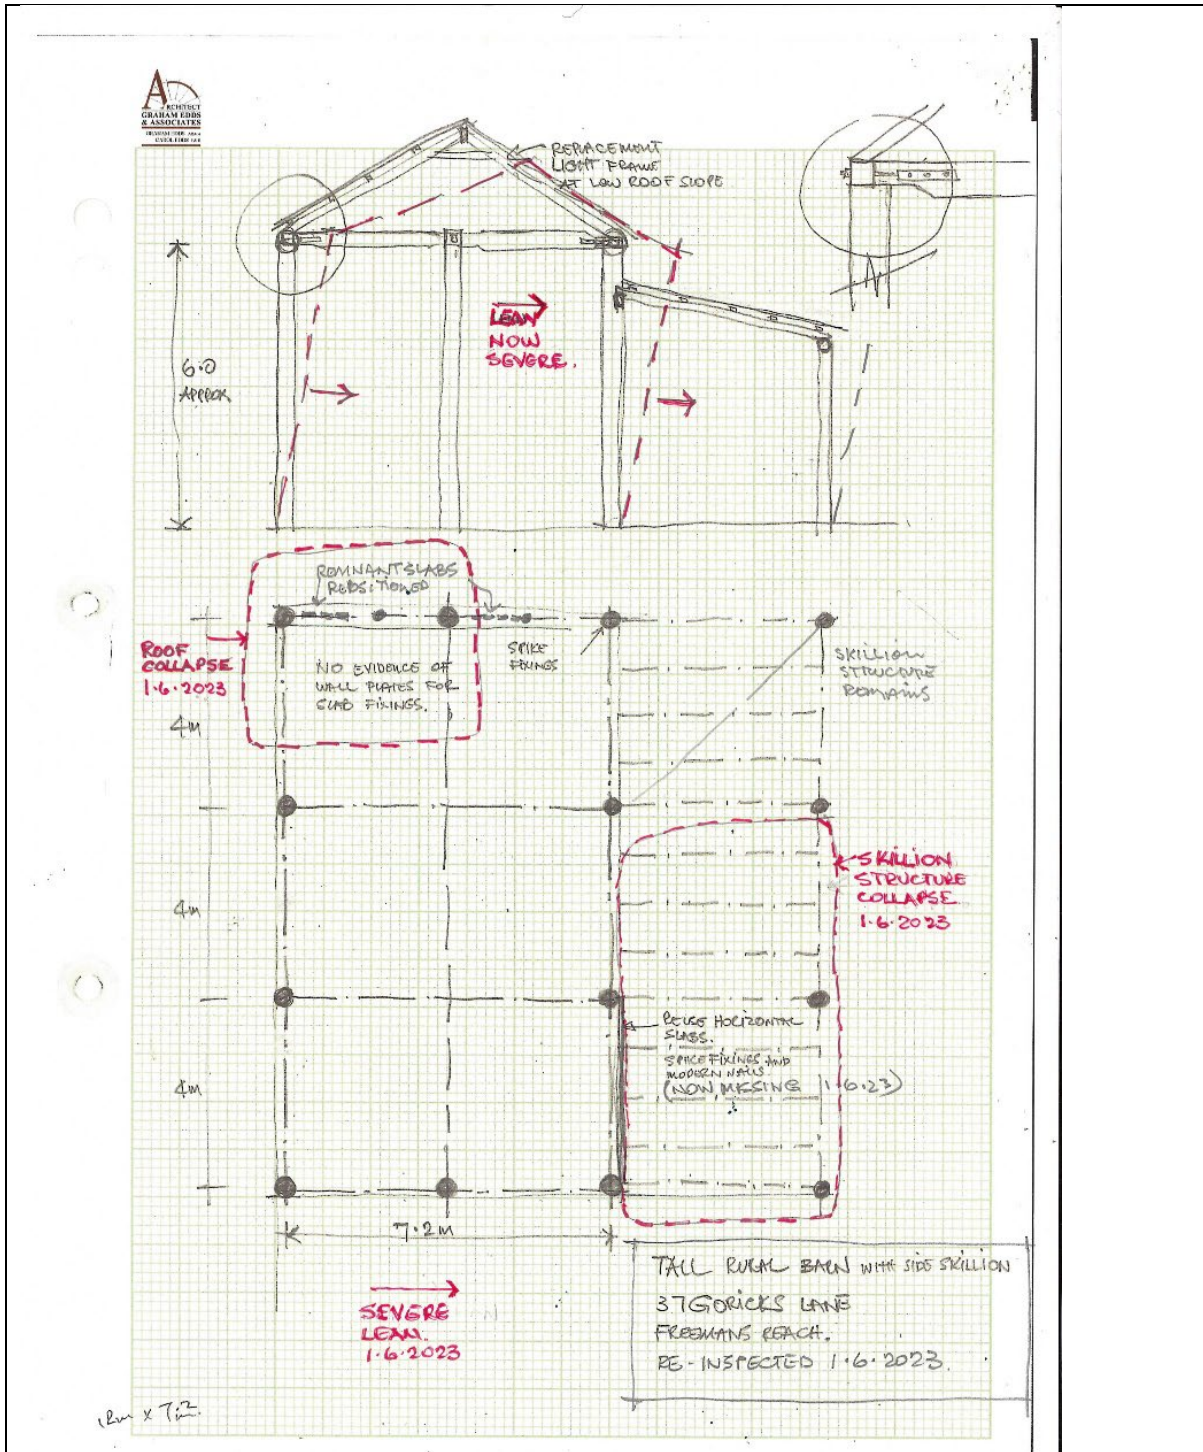 ARCHITECT
GRAHAM EDDS
& ASSOCIATES
REPLACEMENT
LIGHT FRAME
AT LOW ROOF SLOPE
LEAN
NOW
SEVERE.
6.0
APPROX
REMNANT SLABS
REPOSITIONED
ROOF
COLLAPSE
1.6.2023
NO EVIDENCE OF
WALL PLATES FOR
SLAB FIXINGS.
SPIKE
FIXINGS
SKILLION
STRUCTURE
REMAINS
4m
4m
4m
SKILLION
STRUCTURE
COLLAPSE
1.6.2023
REUSE HORIZONTAL
SLABS.
SPIKE FIXINGS AND
MODERN NAILS
(NOW MISSING 1.6.23)
7.2m
SEVERE
LEAN.
1.6.2023
TALL RURAL BARN WITH SIDE SKILLION
37 GORICKS LANE
FREEMANS REACH.
RE-INSPECTED 1.6.2023.
12m x 7.2